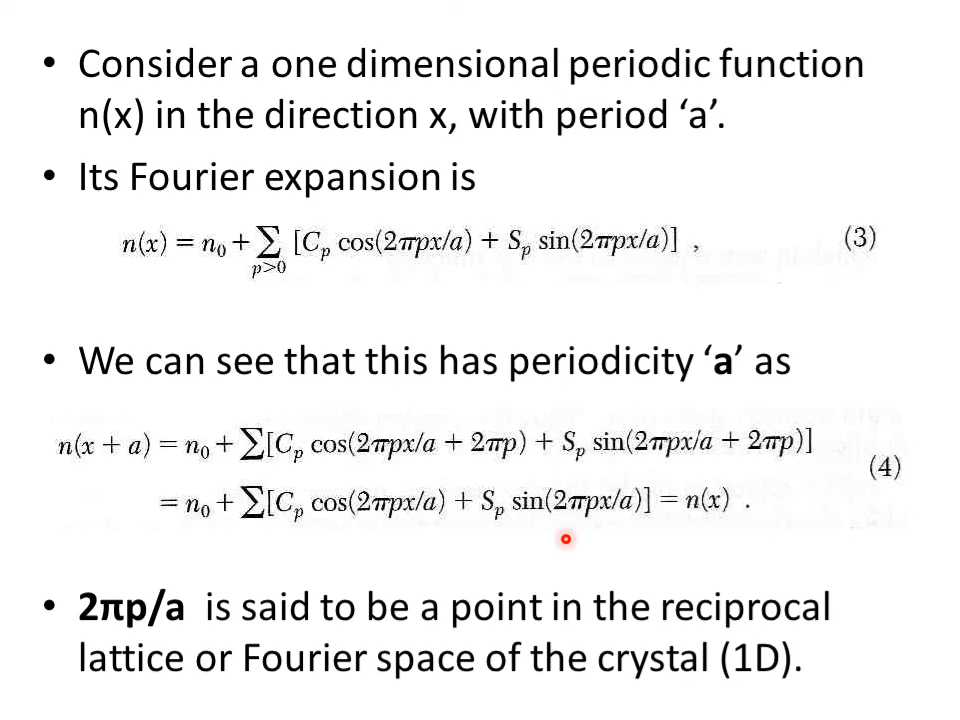 • Consider a one dimensional periodic function
n(x) in the direction x, with period ‘a’.
• Its Fourier expansion is
n(x) = n₀ + ∑ [Cₚ cos(2πpx/a) + Sₚ sin(2πpx/a)] , (3)
p>0
• We can see that this has periodicity ‘a’ as
n(x + a) = n₀ + ∑[Cₚ cos(2πpx/a + 2πp) + Sₚ sin(2πpx/a + 2πp)]
(4)
= n₀ + ∑[Cₚ cos(2πpx/a) + Sₚ sin(2πpx/a)] = n(x) .
• 2πp/a is said to be a point in the reciprocal
lattice or Fourier space of the crystal (1D).